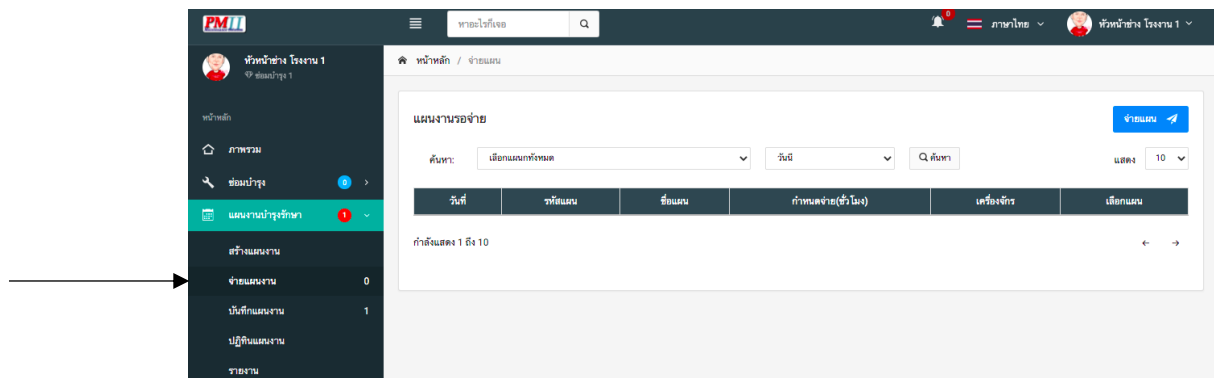 PMII
หาอะไรก็เจอ
0
ภาษาไทย
หัวหน้าช่าง โรงงาน 1
หัวหน้าช่าง โรงงาน 1
ซ่อมบำรุง 1
หน้าหลัก / จ่ายแผน
หน้าหลัก
ภาพรวม
ซ่อมบำรุง 0
แผนงานบำรุงรักษา 1
สร้างแผนงาน
จ่ายแผนงาน 0
บันทึกแผนงาน 1
ปฏิทินแผนงาน
รายงาน
แผนงานรอจ่าย
จ่ายแผน
ค้นหา: เลือกแผนกทั้งหมด วันนี้ ค้นหา แสดง 10
วันที่ รหัสแผน ชื่อแผน กำหนดจ่าย(ชั่วโมง) เครื่องจักร เลือกแผน
กำลังแสดง 1 ถึง 10